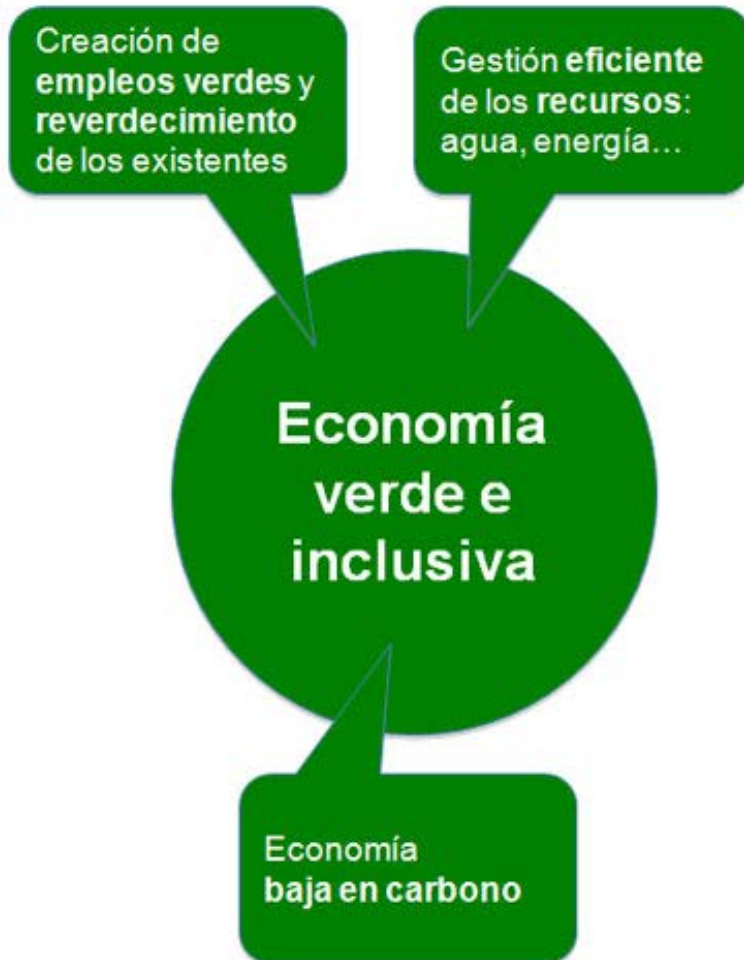 Creación de
empleos verdes y
reverdecimiento
de los existentes
Gestión eficiente
de los recursos:
agua, energía...
Economía
verde e
inclusiva
Economía
baja en carbono